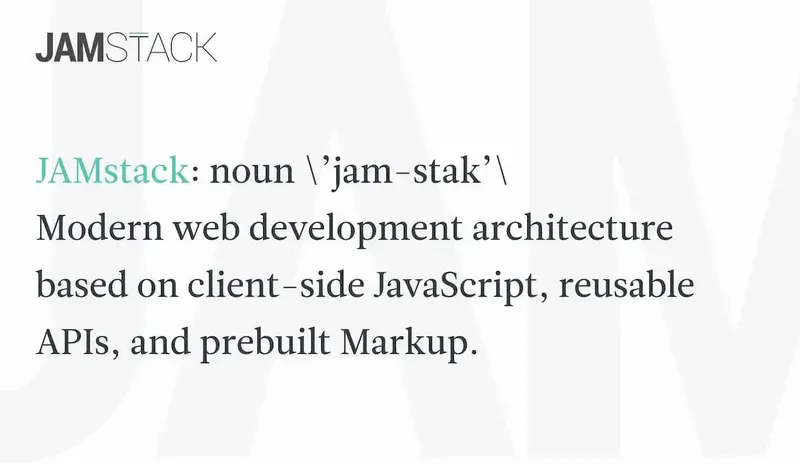 JAMSTACK
JAMstack: noun \’jam-stak’\
Modern web development architecture
based on client-side JavaScript, reusable
APIs, and prebuilt Markup.